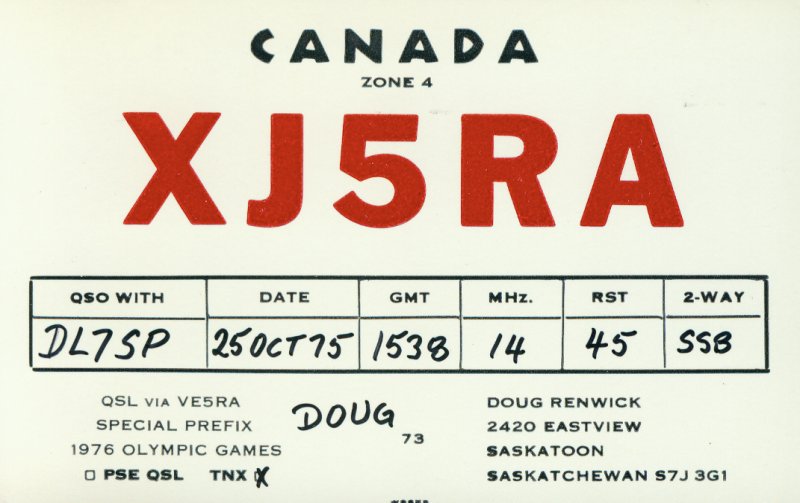 CANADA
ZONE 4
XJ5RA
QSO WITH DATE GMT MHz. RST 2-WAY
DL7SP 25OCT75 1538 14 45 SSB
QSL VIA VE5RA
SPECIAL PREFIX
1976 OLYMPIC GAMES
☐ PSE QSL TNX ☒
DOUG
73
DOUG RENWICK
2420 EASTVIEW
SASKATOON
SASKATCHEWAN S7J 3G1